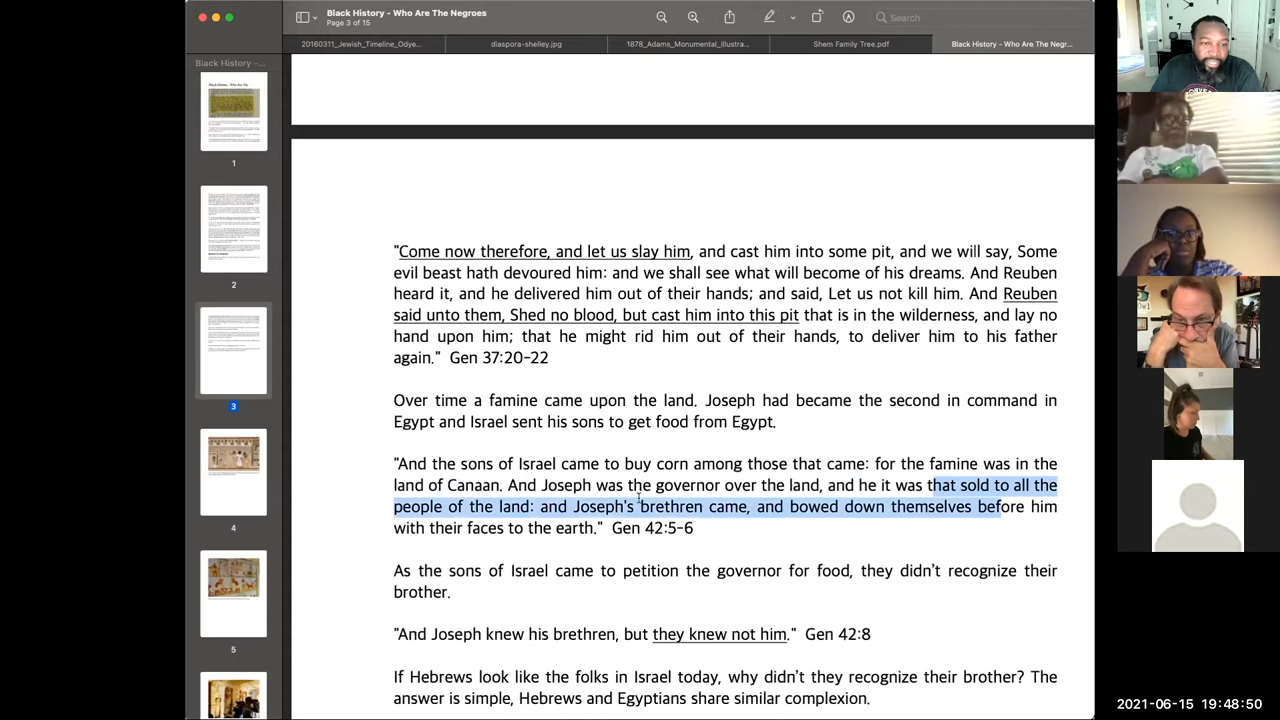 Black History - Who Are The Negroes
Page 3 of 15
Search
20160311_Jewish_Timeline_Odye...
diaspora-shelley.jpg
1878_Adams_Monumental_Illustra...
Shem Family Tree.pdf
Black History - Who Are The Negr...
Black History -...
1
2
3
4
5
"Come now therefore, and let us slay him, and cast him into some pit, and we will say, Some
evil beast hath devoured him: and we shall see what will become of his dreams. And Reuben
heard it, and he delivered him out of their hands; and said, Let us not kill him. And Reuben
said unto them, Shed no blood, but cast him into this pit that is in the wilderness, and lay no
hand upon him; that he might rid him out of their hands, to deliver him to his father
again." Gen 37:20-22
Over time a famine came upon the land. Joseph had became the second in command in
Egypt and Israel sent his sons to get food from Egypt.
"And the sons of Israel came to buy corn among those that came: for the famine was in the
land of Canaan. And Joseph was the governor over the land, and he it was that sold to all the
people of the land: and Joseph's brethren came, and bowed down themselves before him
with their faces to the earth." Gen 42:5-6
As the sons of Israel came to petition the governor for food, they didn't recognize their
brother.
"And Joseph knew his brethren, but they knew not him." Gen 42:8
If Hebrews look like the folks in Israel today, why didn't they recognize their brother? The
answer is simple, Hebrews and Egyptians share similar complexion.
2021-06-15 19:48:50